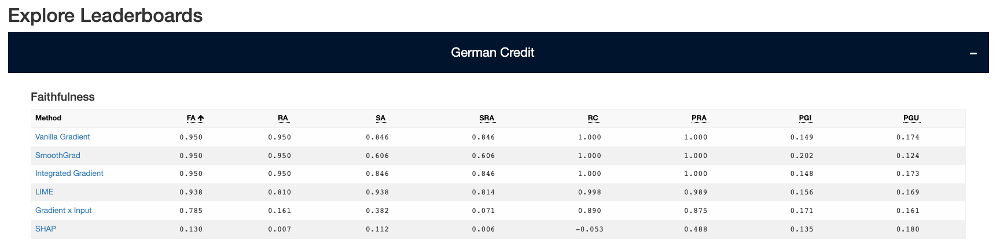 Explore Leaderboards
German Credit −
Faithfulness
Method FA ↑ RA SA SRA RC PRA PGI PGU
Vanilla Gradient 0.950 0.950 0.846 0.846 1.000 1.000 0.149 0.174
SmoothGrad 0.950 0.950 0.606 0.606 1.000 1.000 0.202 0.124
Integrated Gradient 0.950 0.950 0.846 0.846 1.000 1.000 0.148 0.173
LIME 0.938 0.810 0.938 0.814 0.998 0.989 0.156 0.169
Gradient x Input 0.785 0.161 0.382 0.071 0.890 0.875 0.171 0.161
SHAP 0.130 0.007 0.112 0.006 −0.053 0.488 0.135 0.180